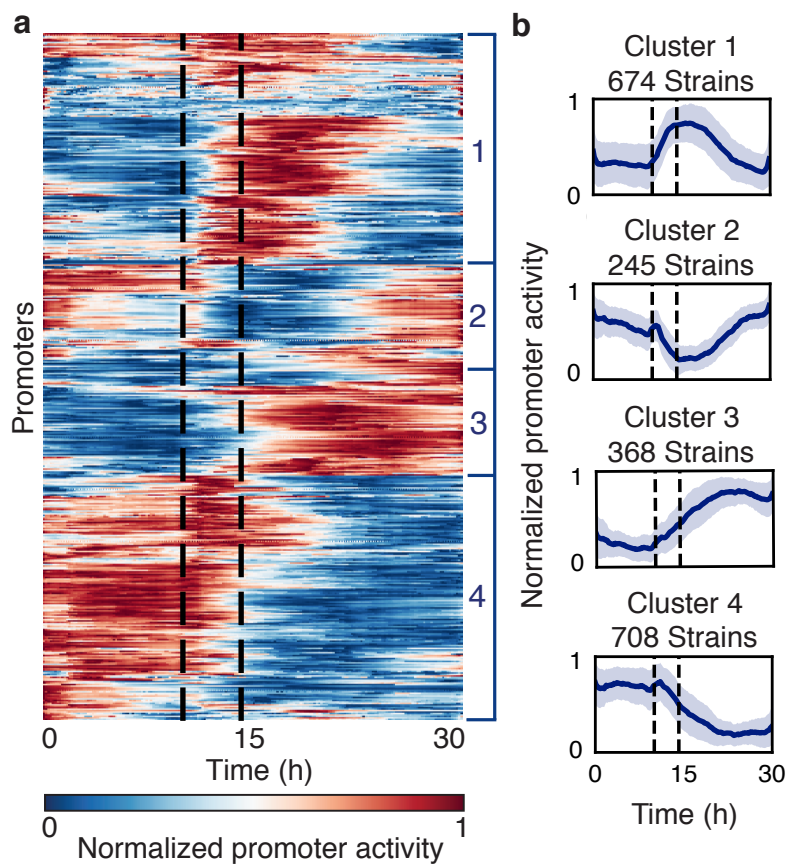 a
Promoters
1
2
3
4
0
15
30
Time (h)
0
1
Normalized promoter activity
b
Normalized promoter activity
Cluster 1
674 Strains
1
0
Cluster 2
245 Strains
1
0
Cluster 3
368 Strains
1
0
Cluster 4
708 Strains
1
0
0
15
30
Time (h)